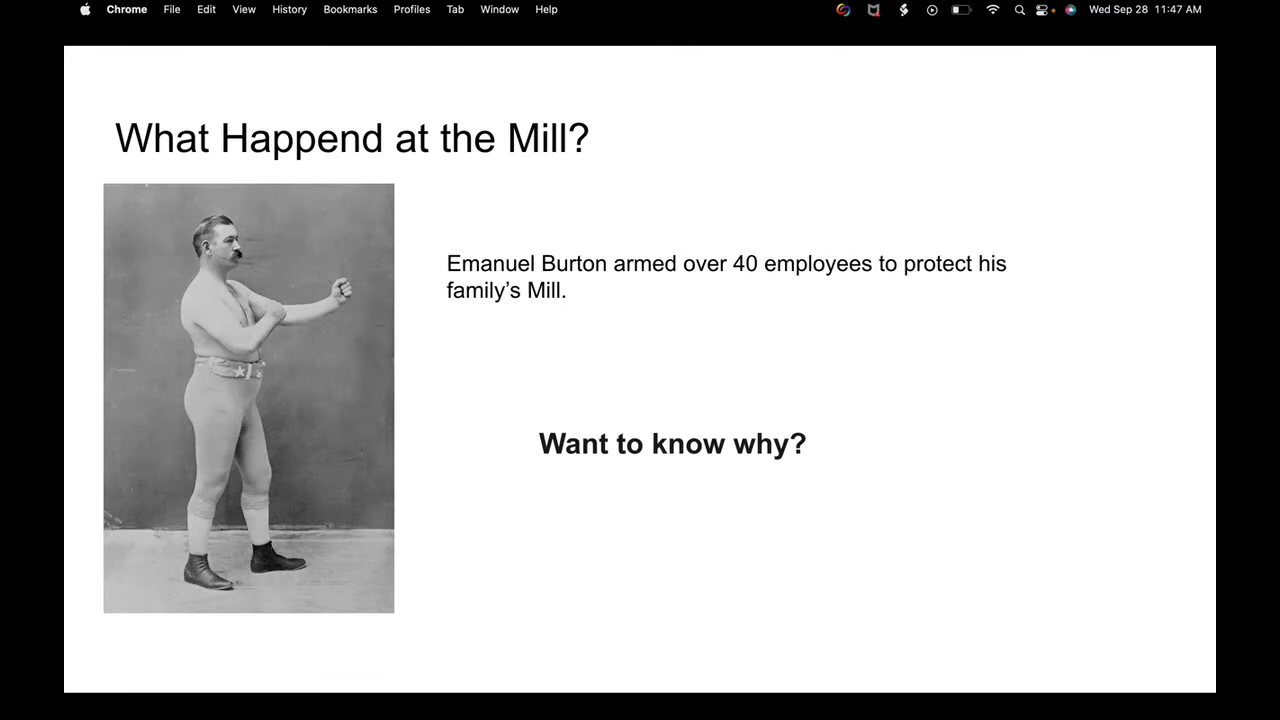 Chrome File Edit View History Bookmarks Profiles Tab Window Help Wed Sep 28 11:47 AM
What Happend at the Mill?
Emanuel Burton armed over 40 employees to protect his
family’s Mill.
Want to know why?